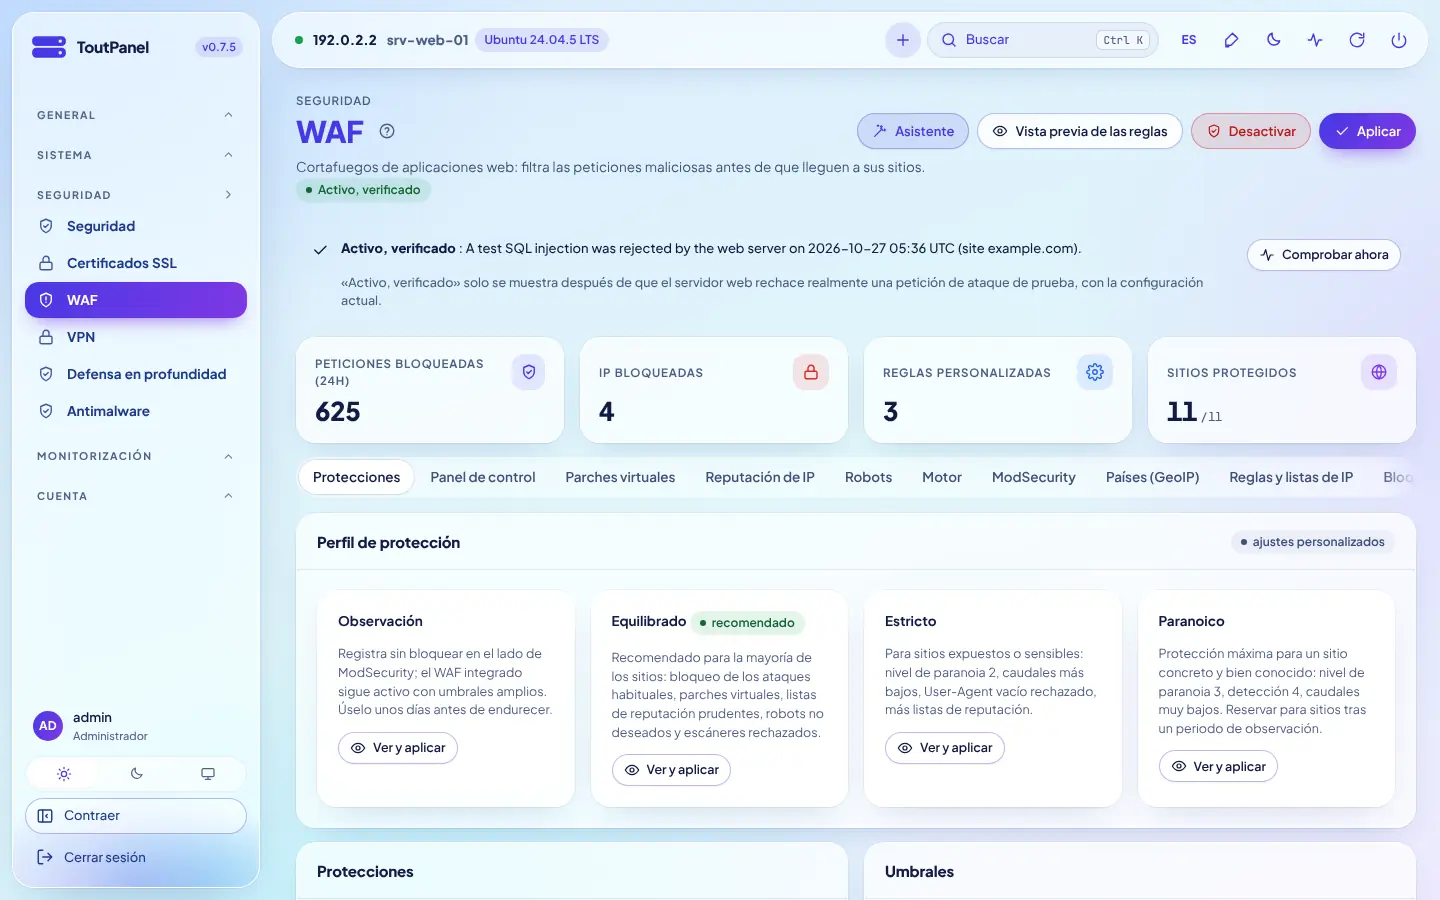 ToutPanel
v0.7.5
GENERAL
SISTEMA
SEGURIDAD
Seguridad
Certificados SSL
WAF
VPN
Defensa en profundidad
Antimalware
MONITORIZACIÓN
CUENTA
AD
admin
Administrador
Contraer
Cerrar sesión
192.0.2.2 srv-web-01 Ubuntu 24.04.5 LTS
Buscar Ctrl K
ES
SEGURIDAD
WAF
Asistente
Vista previa de las reglas
Desactivar
Aplicar
Cortafuegos de aplicaciones web: filtra las peticiones maliciosas antes de que lleguen a sus sitios.
Activo, verificado
Activo, verificado : A test SQL injection was rejected by the web server on 2026-10-27 05:36 UTC (site example.com).
Comprobar ahora
«Activo, verificado» solo se muestra después de que el servidor web rechace realmente una petición de ataque de prueba, con la configuración
actual.
PETICIONES BLOQUEADAS
(24H)
625
IP BLOQUEADAS
4
REGLAS PERSONALIZADAS
3
SITIOS PROTEGIDOS
11 /11
Protecciones
Panel de control
Parches virtuales
Reputación de IP
Robots
Motor
ModSecurity
Países (GeoIP)
Reglas y listas de IP
Perfil de protección
ajustes personalizados
Observación
Registra sin bloquear en el lado de
ModSecurity; el WAF integrado
sigue activo con umbrales amplios.
Úselo unos días antes de endurecer.
Ver y aplicar
Equilibrado recomendado
Recomendado para la mayoría de
los sitios: bloqueo de los ataques
habituales, parches virtuales, listas
de reputación prudentes, robots no
deseados y escáneres rechazados.
Ver y aplicar
Estricto
Para sitios expuestos o sensibles:
nivel de paranoia 2, caudales más
bajos, User-Agent vacío rechazado,
más listas de reputación.
Ver y aplicar
Paranoico
Protección máxima para un sitio
concreto y bien conocido: nivel de
paranoia 3, detección 4, caudales
muy bajos. Reservar para sitios tras
un periodo de observación.
Ver y aplicar
Protecciones
Umbrales